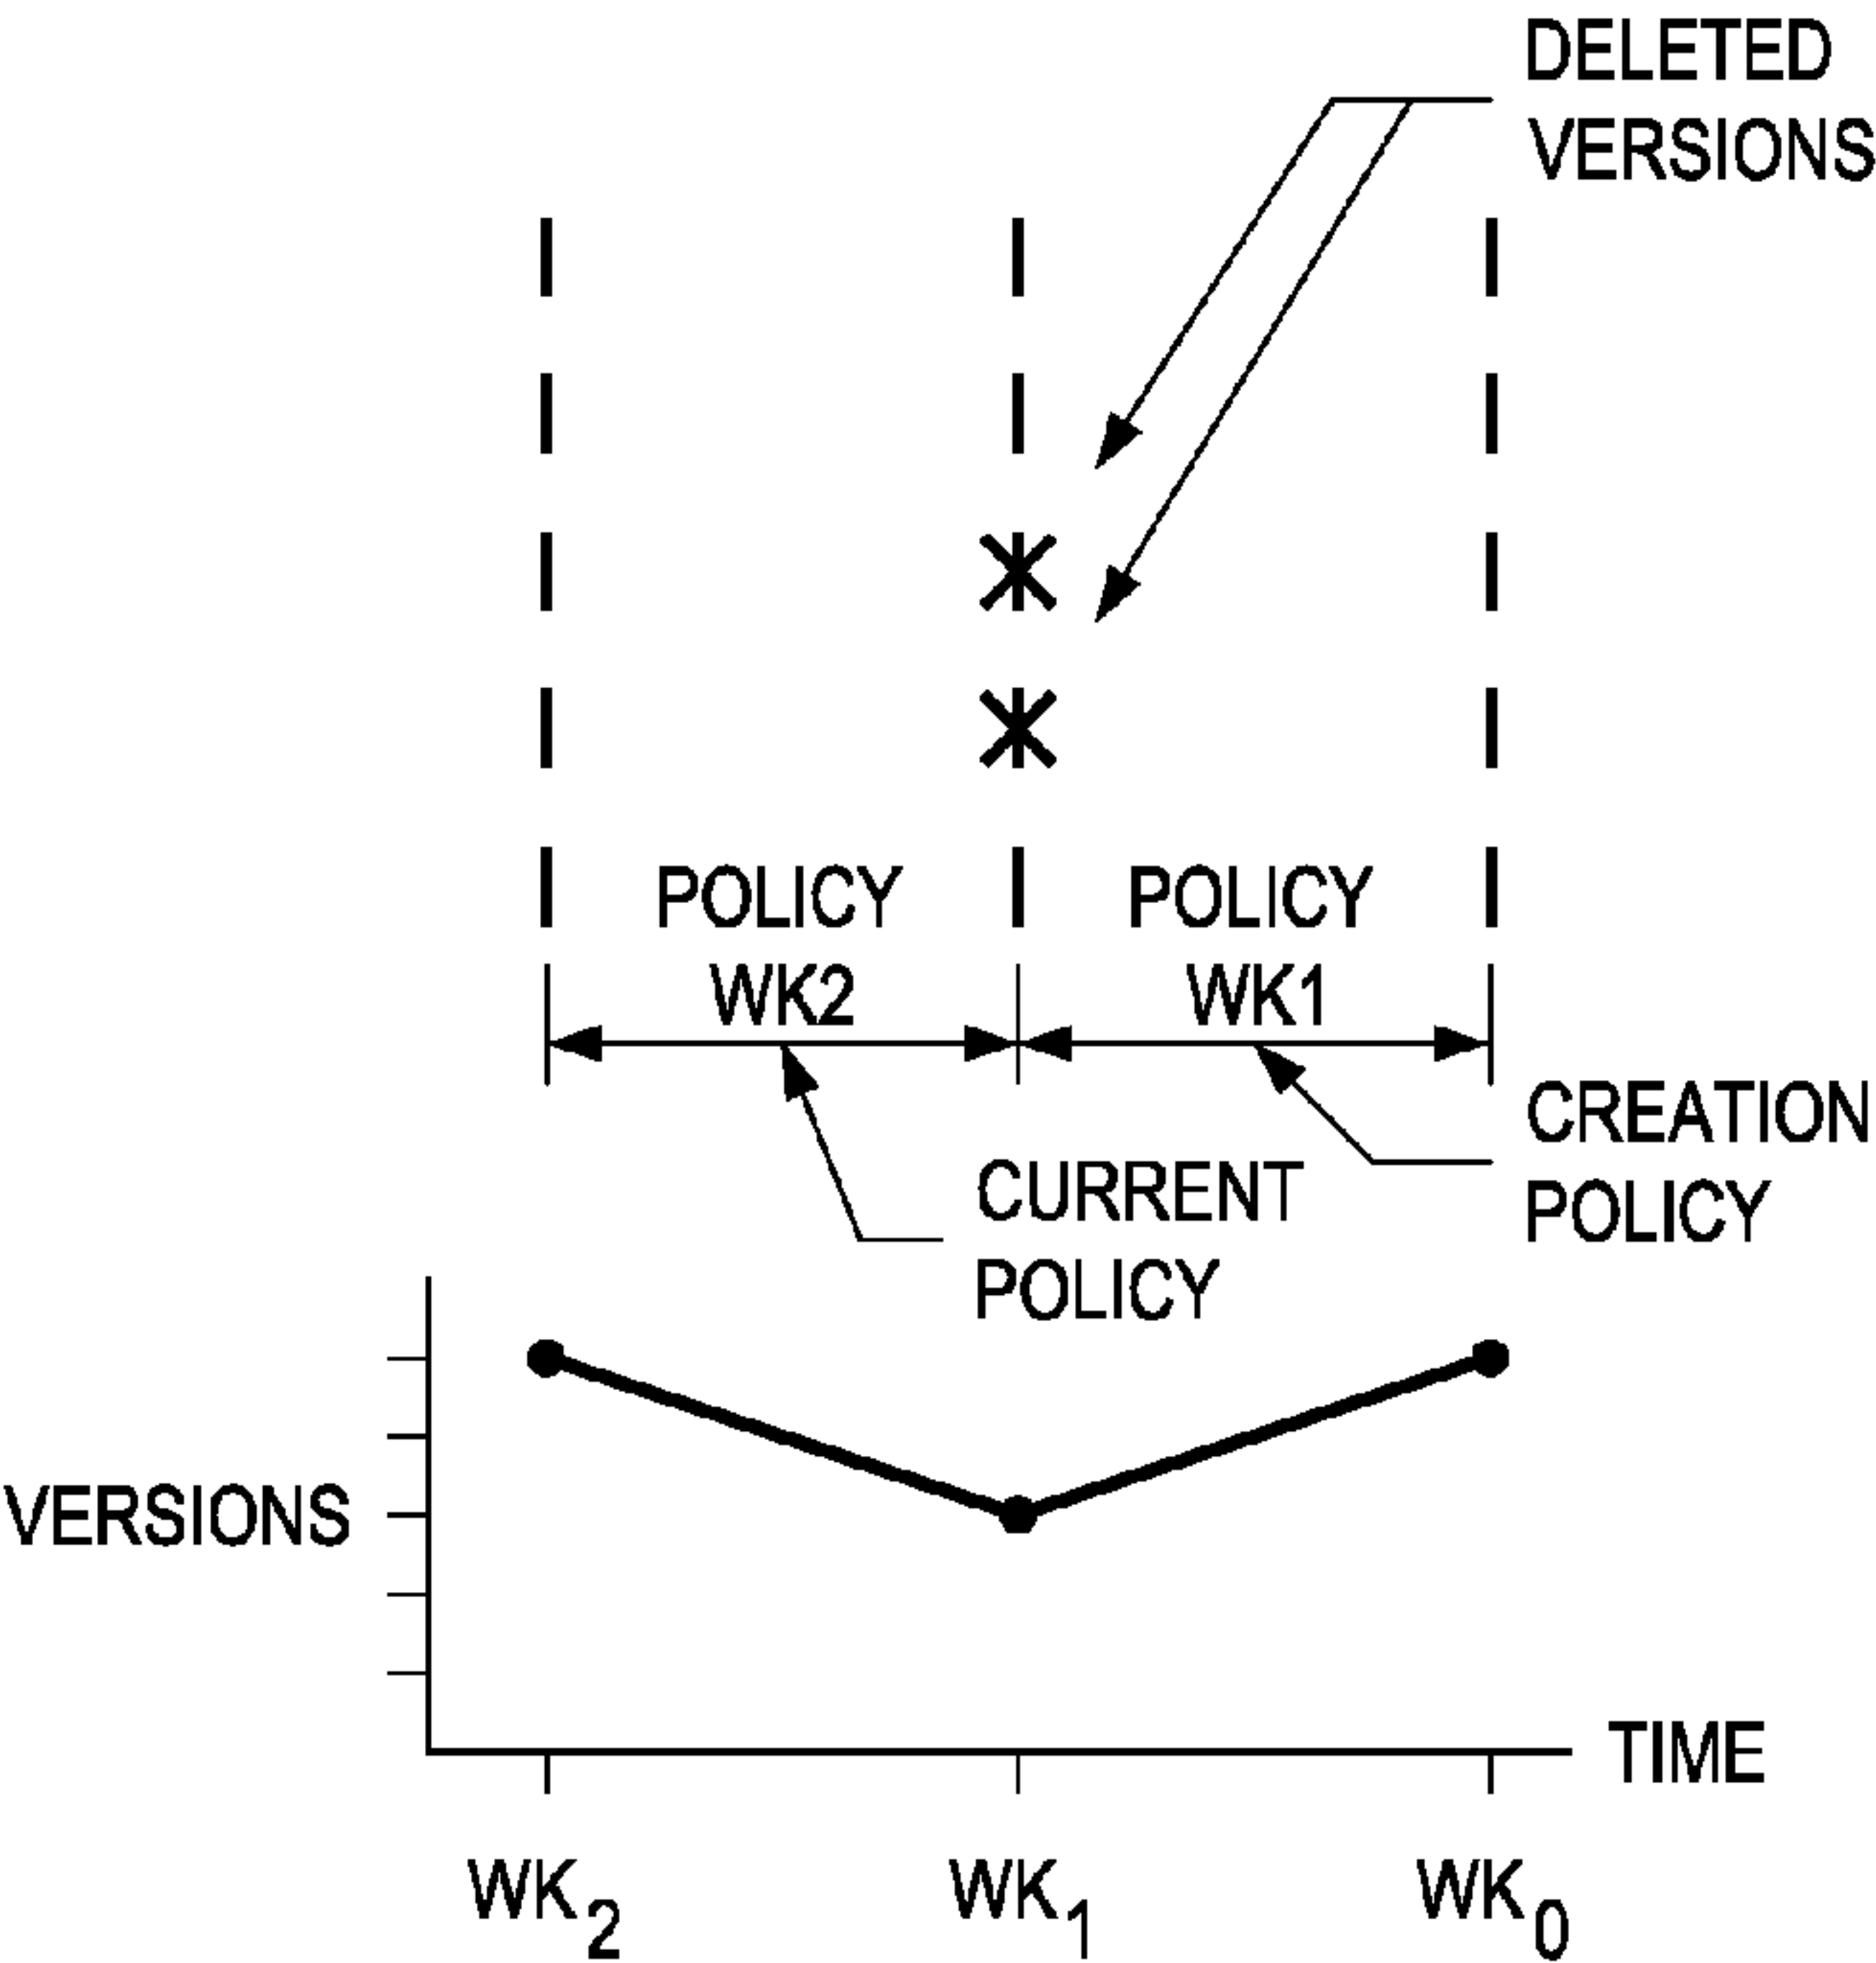 DELETED
VERSIONS
POLICY
WK2
POLICY
WK1
CREATION
POLICY
CURRENT
POLICY
VERSIONS
TIME
WK2
WK1
WK0